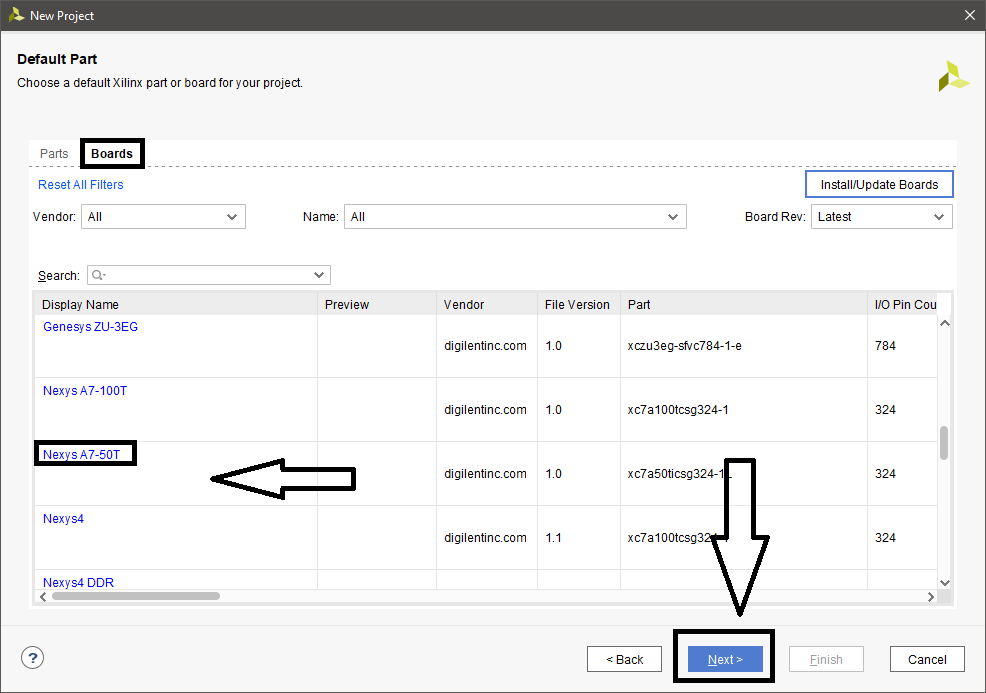 New Project
Default Part
Choose a default Xilinx part or board for your project.
Parts Boards
Reset All Filters Install/Update Boards
Vendor: All Name: All Board Rev: Latest
Search:
Display Name Preview Vendor File Version Part I/O Pin Cou
Genesys ZU-3EG
digilentinc.com 1.0 xczu3eg-sfvc784-1-e 784
Nexys A7-100T
digilentinc.com 1.0 xc7a100tcsg324-1 324
Nexys A7-50T
digilentinc.com 1.0 xc7a50ticsg324-1L 324
Nexys4
digilentinc.com 1.1 xc7a100tcsg324-1 324
Nexys4 DDR
? < Back Next > Finish Cancel